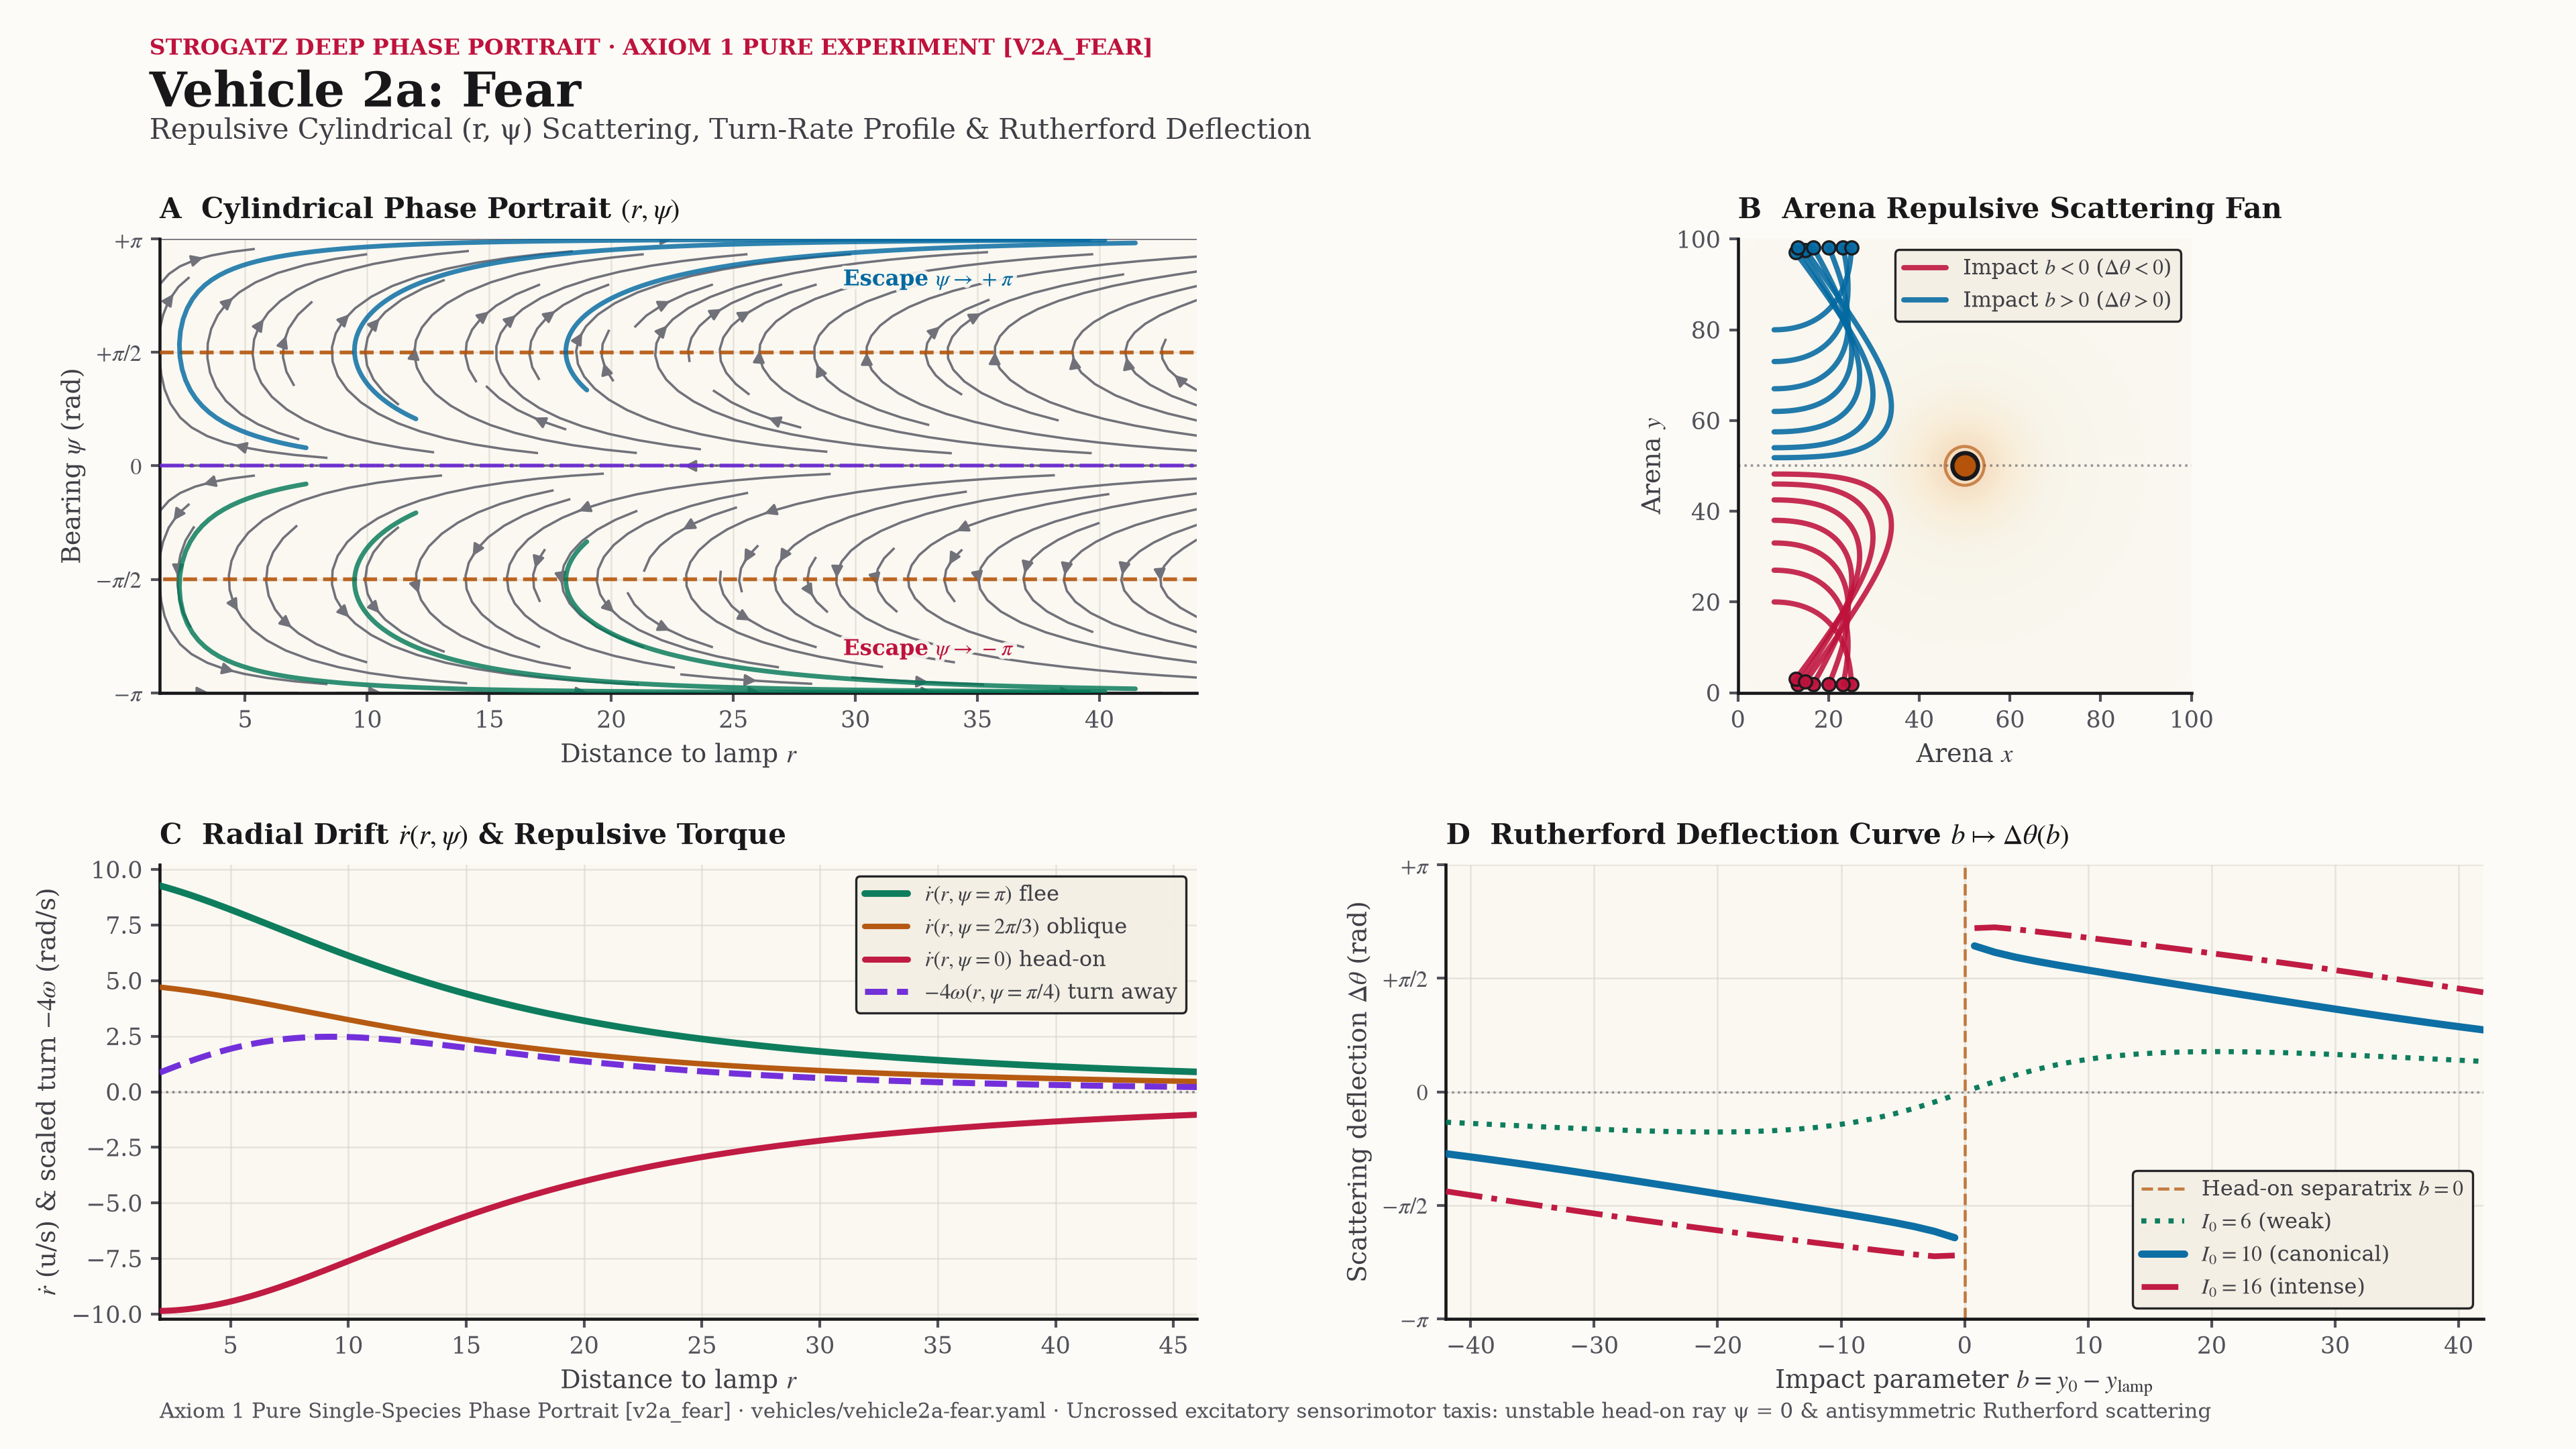 STROGATZ DEEP PHASE PORTRAIT · AXIOM 1 PURE EXPERIMENT [V2A_FEAR]
Vehicle 2a: Fear
Repulsive Cylindrical (r, ψ) Scattering, Turn-Rate Profile & Rutherford Deflection
A Cylindrical Phase Portrait (r, ψ)
+π
+π/2
0
−π/2
−π
Bearing ψ (rad)
Escape ψ → + π
Escape ψ → − π
5 10 15 20 25 30 35 40
Distance to lamp r
B Arena Repulsive Scattering Fan
100
80
60
40
20
0
Arena y
Impact b < 0 (Δθ < 0)
Impact b > 0 (Δθ > 0)
0 20 40 60 80 100
Arena x
C Radial Drift ṙ(r, ψ) & Repulsive Torque
10.0
7.5
5.0
2.5
0.0
−2.5
−5.0
−7.5
−10.0
ṙ (u/s) & scaled turn −4ω (rad/s)
ṙ(r, ψ = π) flee
ṙ(r, ψ = 2π/3) oblique
ṙ(r, ψ = 0) head-on
−4ω(r, ψ = π/4) turn away
5 10 15 20 25 30 35 40 45
Distance to lamp r
D Rutherford Deflection Curve b ↦ Δθ(b)
+π
+π/2
0
−π/2
−π
Scattering deflection Δθ (rad)
Head-on separatrix b = 0
I₀ = 6 (weak)
I₀ = 10 (canonical)
I₀ = 16 (intense)
−40 −30 −20 −10 0 10 20 30 40
Impact parameter b = y₀ − y_lamp
Axiom 1 Pure Single-Species Phase Portrait [v2a_fear] · vehicles/vehicle2a-fear.yaml · Uncrossed excitatory sensorimotor taxis: unstable head-on ray ψ = 0 & antisymmetric Rutherford scattering